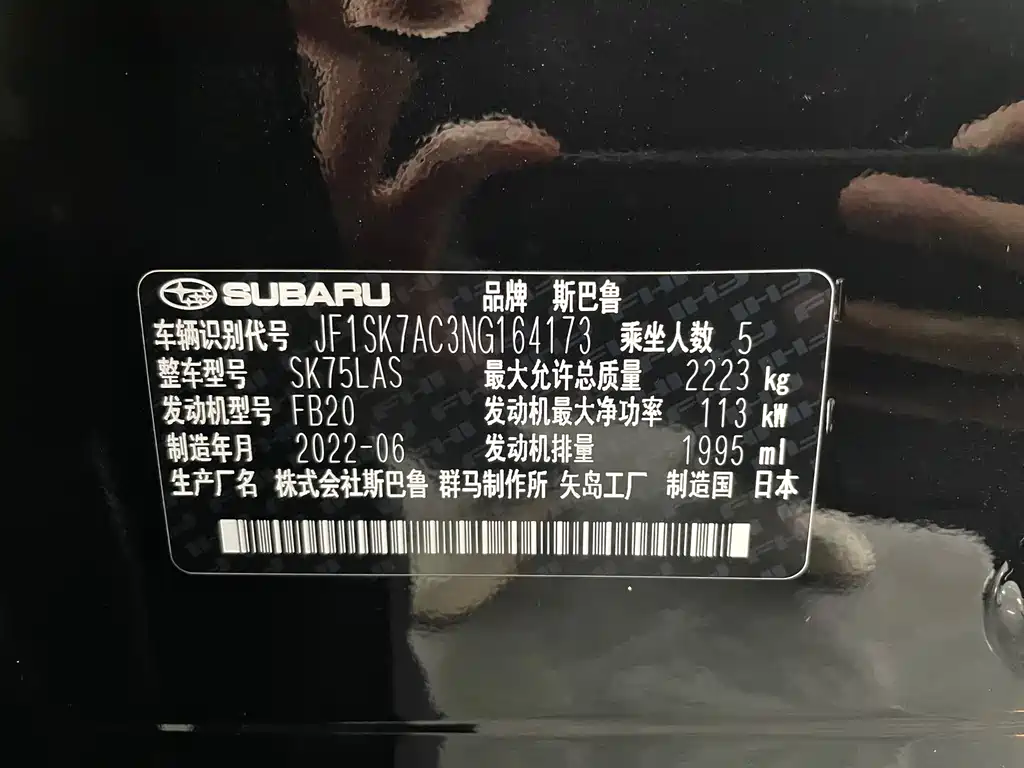 SUBARU 品牌 斯巴鲁
车辆识别代号 JF1SK7AC3NG164173 乘坐人数 5
整车型号 SK75LAS 最大允许总质量 2223 kg
发动机型号 FB20 发动机最大净功率 113 kW
制造年月 2022-06 发动机排量 1995 ml
生产厂名 株式会社斯巴鲁 群马制作所 矢岛工厂 制造国 日本